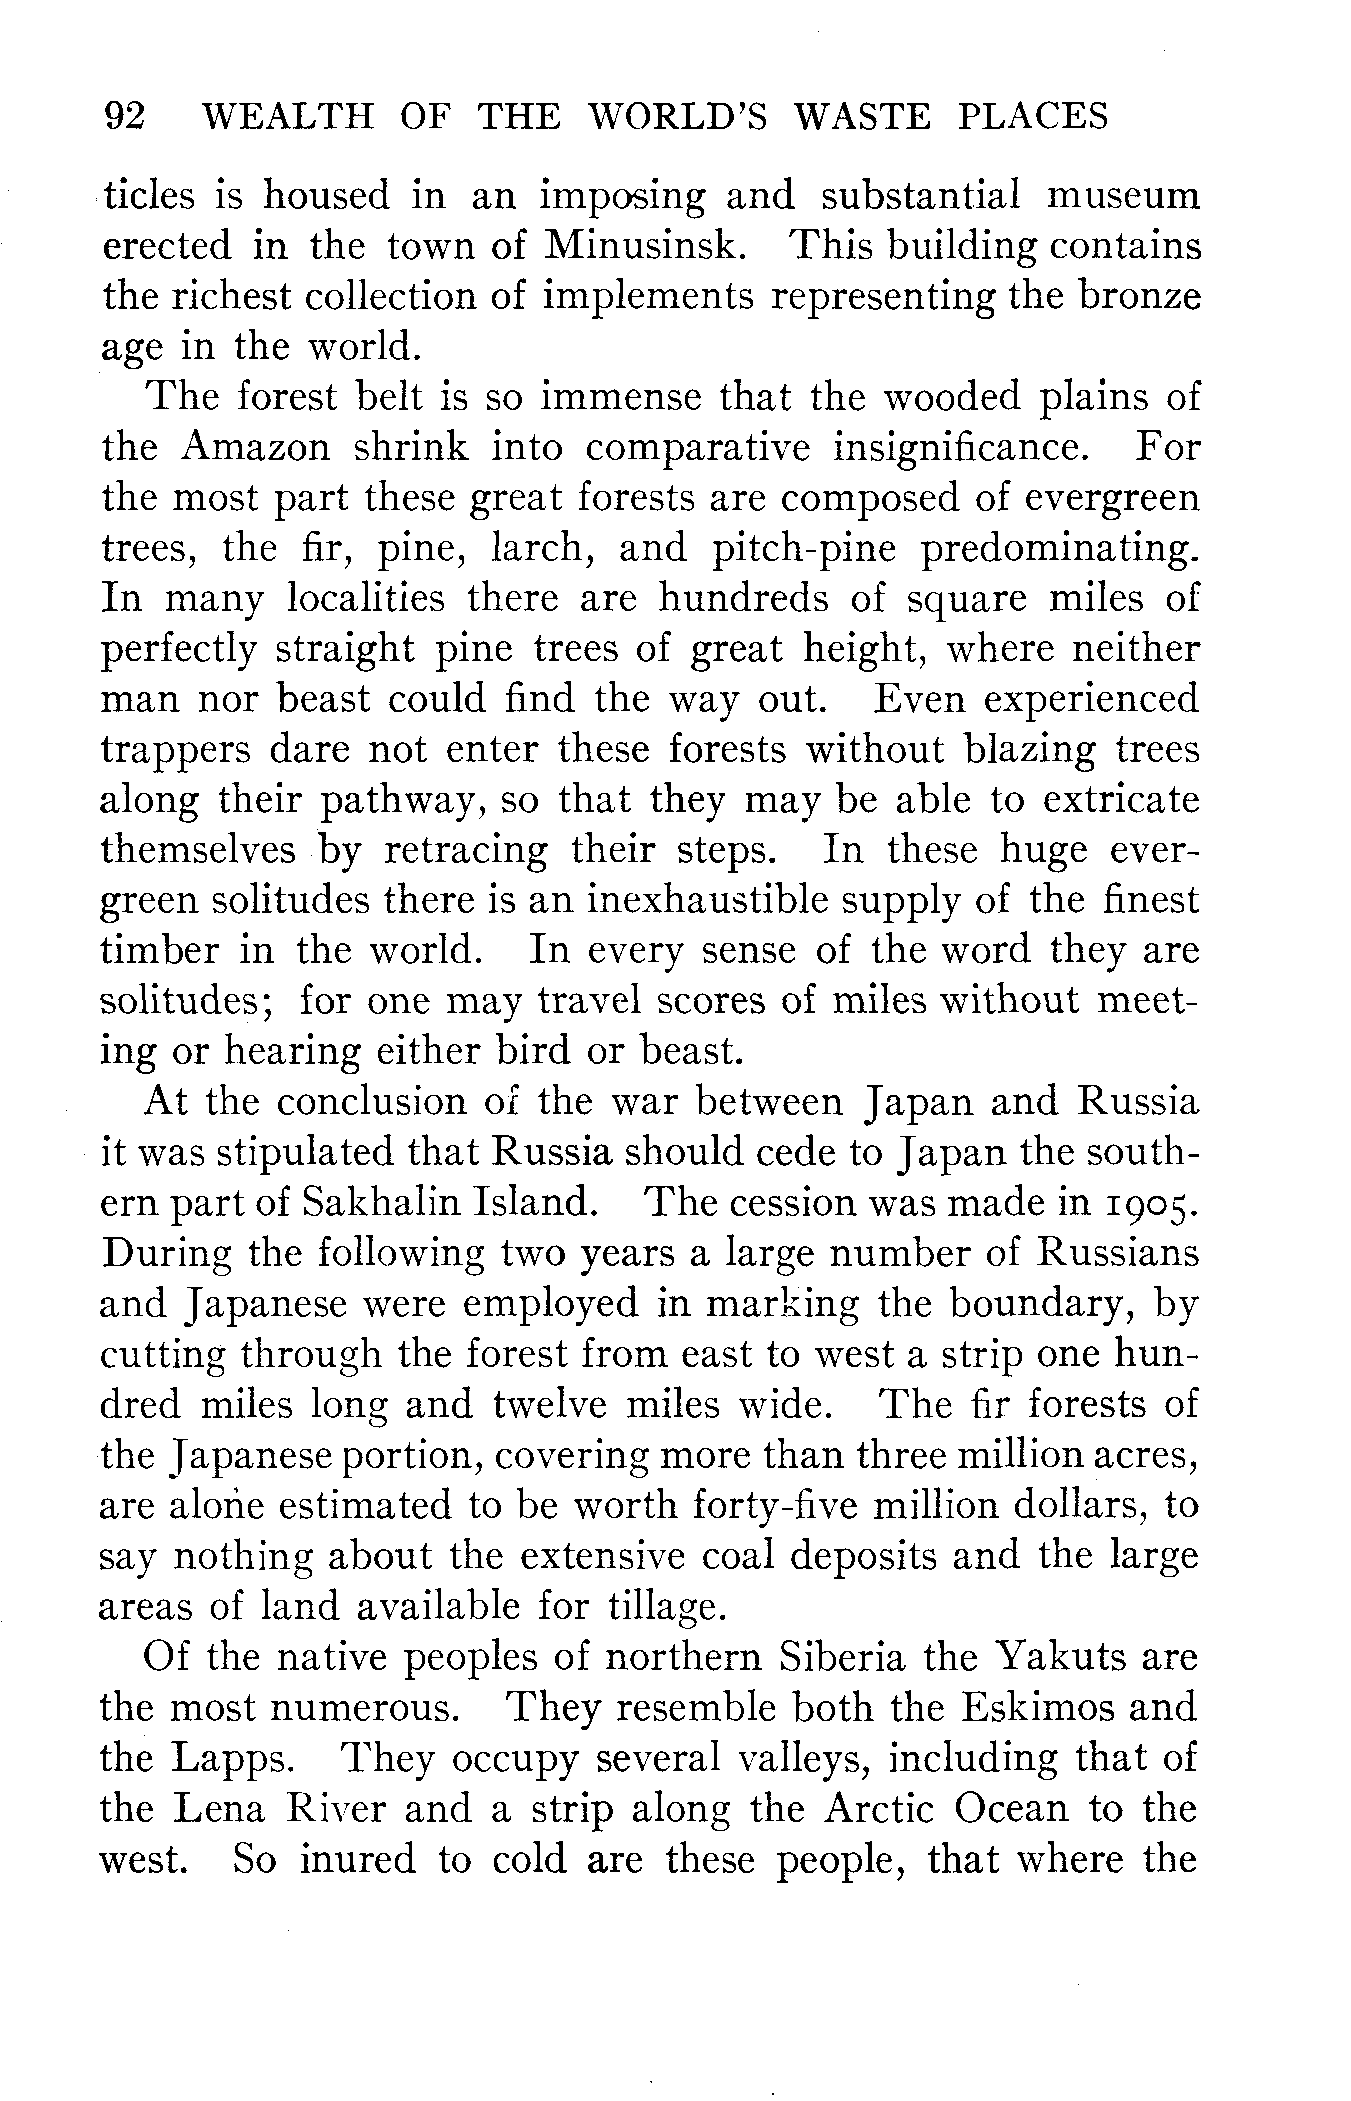 92 WEALTH OF THE WORLD'S WASTE PLACES
ticles is housed in an imposing and substantial museum
erected in the town of Minusinsk. This building contains
the richest collection of implements representing the bronze
age in the world.
The forest belt is so immense that the wooded plains of
the Amazon shrink into comparative insignificance. For
the most part these great forests are composed of evergreen
trees, the fir, pine, larch, and pitch-pine predominating.
In many localities there are hundreds of square miles of
perfectly straight pine trees of great height, where neither
man nor beast could find the way out. Even experienced
trappers dare not enter these forests without blazing trees
along their pathway, so that they may be able to extricate
themselves by retracing their steps. In these huge ever-
green solitudes there is an inexhaustible supply of the finest
timber in the world. In every sense of the word they are
solitudes; for one may travel scores of miles without meet-
ing or hearing either bird or beast.
At the conclusion of the war between Japan and Russia
it was stipulated that Russia should cede to Japan the south-
ern part of Sakhalin Island. The cession was made in 1905.
During the following two years a large number of Russians
and Japanese were employed in marking the boundary, by
cutting through the forest from east to west a strip one hun-
dred miles long and twelve miles wide. The fir forests of
the Japanese portion, covering more than three million acres,
are alone estimated to be worth forty-five million dollars, to
say nothing about the extensive coal deposits and the large
areas of land available for tillage.
Of the native peoples of northern Siberia the Yakuts are
the most numerous. They resemble both the Eskimos and
the Lapps. They occupy several valleys, including that of
the Lena River and a strip along the Arctic Ocean to the
west. So inured to cold are these people, that where the